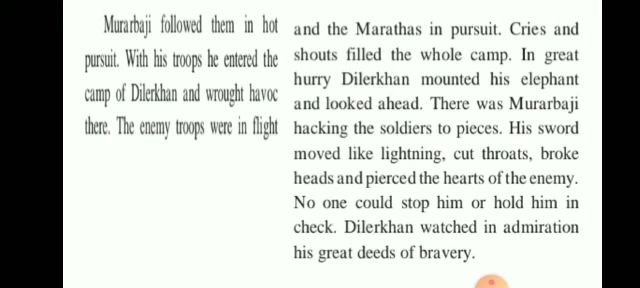 Murarbaji followed them in hot
pursuit. With his troops he entered the
camp of Dilerkhan and wrought havoc
there. The enemy troops were in flight
and the Marathas in pursuit. Cries and
shouts filled the whole camp. In great
hurry Dilerkhan mounted his elephant
and looked ahead. There was Murarbaji
hacking the soldiers to pieces. His sword
moved like lightning, cut throats, broke
heads and pierced the hearts of the enemy.
No one could stop him or hold him in
check. Dilerkhan watched in admiration
his great deeds of bravery.